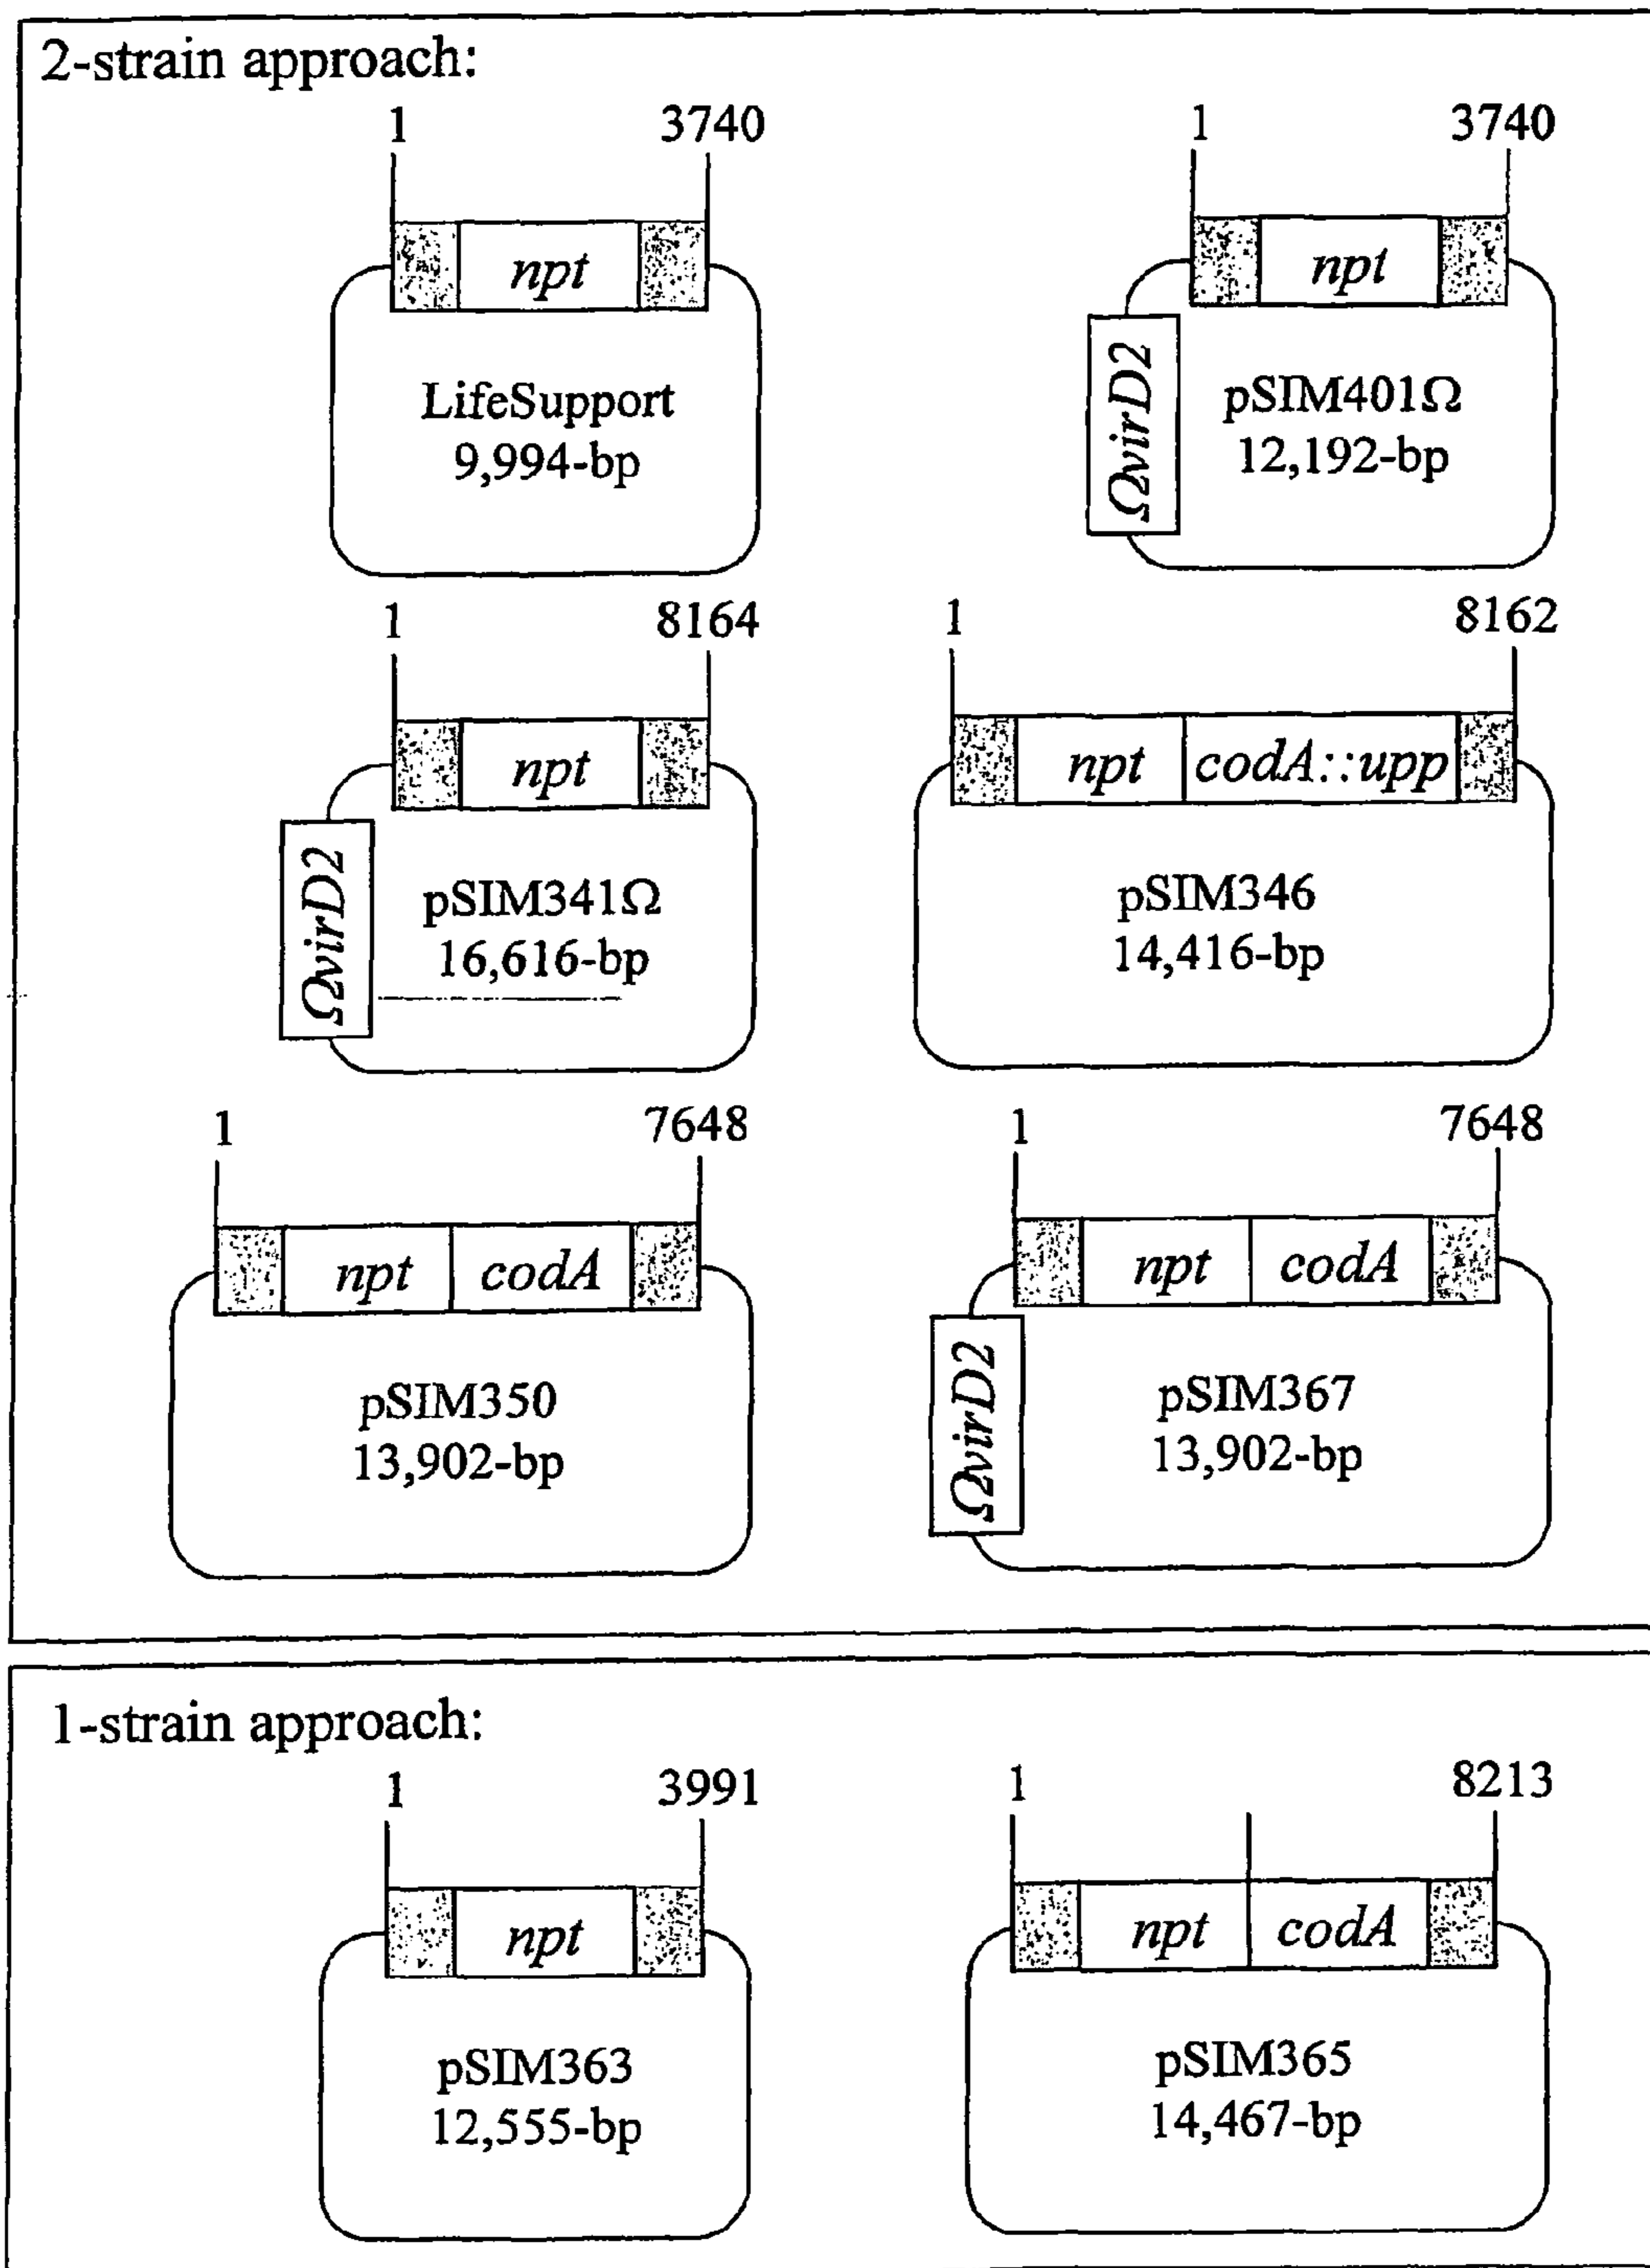 2-strain approach:
1 3740
npt
LifeSupport
9,994-bp
1 3740
npt
ΩvirD2
pSIM401Ω
12,192-bp
1 8164
npt
ΩvirD2
pSIM341Ω
16,616-bp
1 8162
npt codA::upp
pSIM346
14,416-bp
1 7648
npt codA
pSIM350
13,902-bp
1 7648
npt codA
ΩvirD2
pSIM367
13,902-bp
1-strain approach:
1 3991
npt
pSIM363
12,555-bp
1 8213
npt codA
pSIM365
14,467-bp